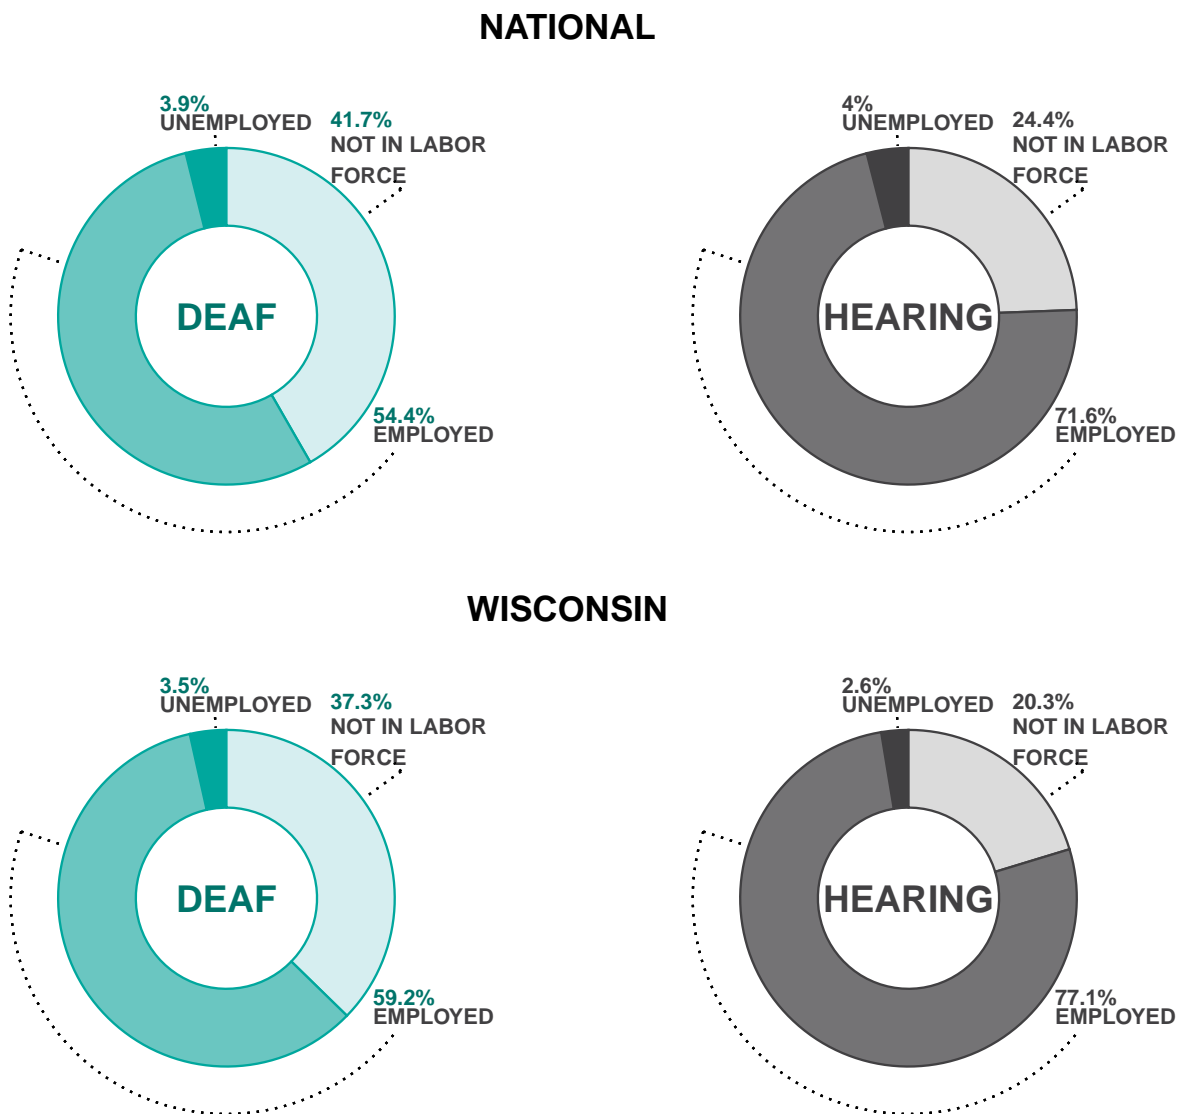 NATIONAL
3.9%
UNEMPLOYED
41.7%
NOT IN LABOR
FORCE
DEAF
54.4%
EMPLOYED
4%
UNEMPLOYED
24.4%
NOT IN LABOR
FORCE
HEARING
71.6%
EMPLOYED
WISCONSIN
3.5%
UNEMPLOYED
37.3%
NOT IN LABOR
FORCE
DEAF
59.2%
EMPLOYED
2.6%
UNEMPLOYED
20.3%
NOT IN LABOR
FORCE
HEARING
77.1%
EMPLOYED